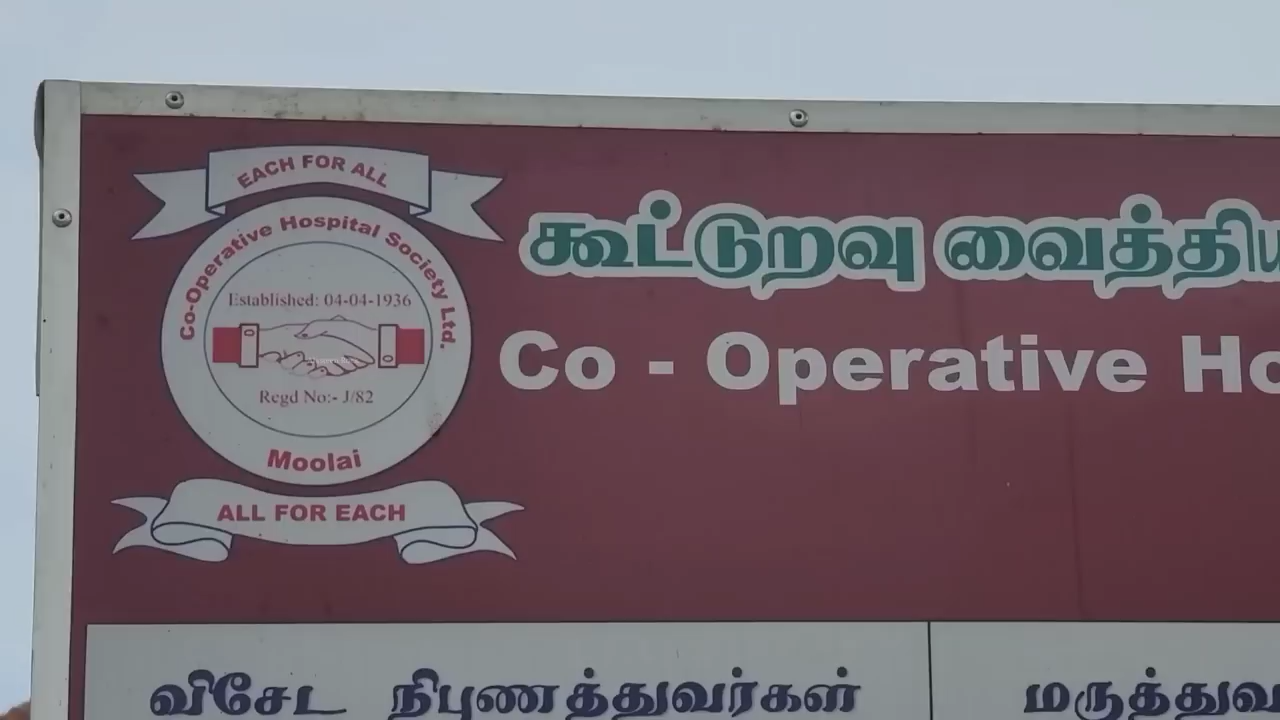 EACH FOR ALL
Co-Operative Hospital Society Ltd.
Established: 04-04-1936
Regd No:- J/82
Moolai
ALL FOR EACH
கூட்டுறவு வைத்திய
Co - Operative Ho
விசேட நிபுணத்துவர்கள்
மருத்துவ